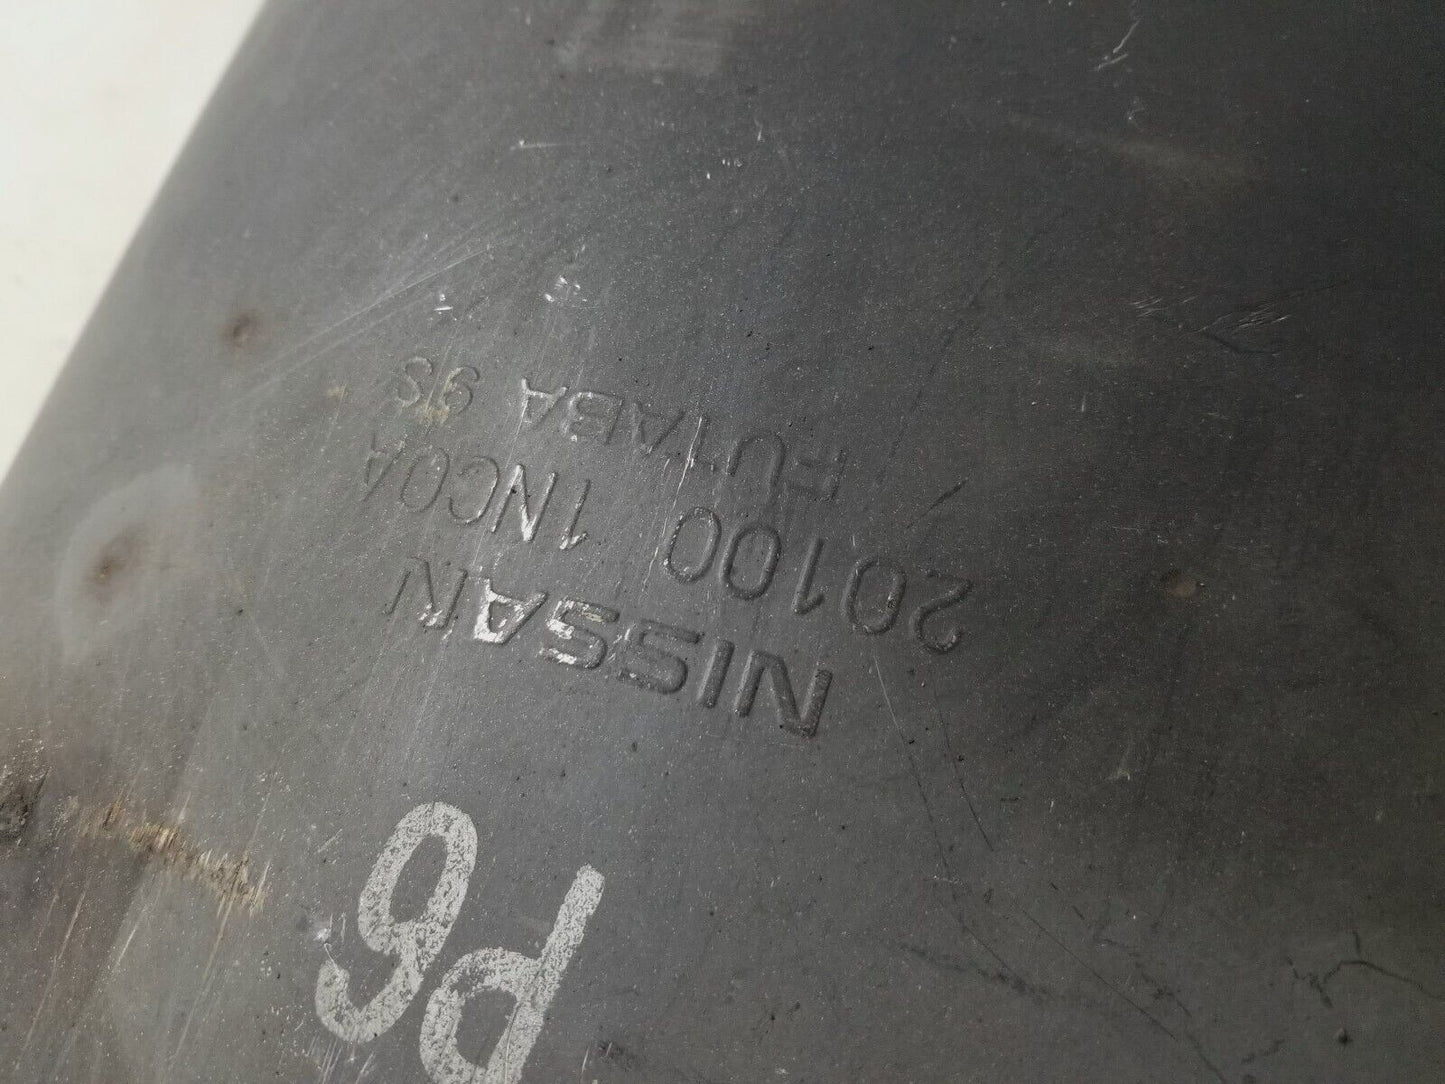 NISSAN
20100 1NC0A
FUTABA 9S
P6